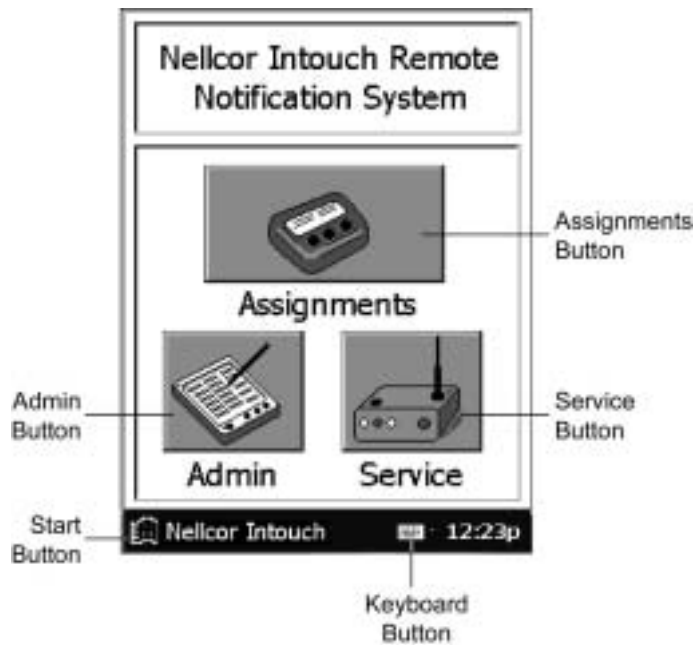 Nellcor Intouch Remote
Notification System
Assignments
Button
Assignments
Admin
Button
Service
Button
Admin
Service
Start
Button
Nellcor Intouch
12:23p
Keyboard
Button